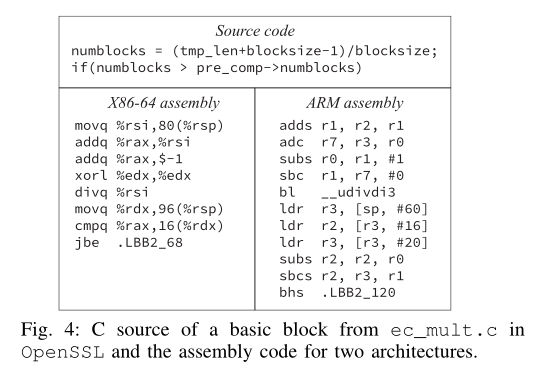 Source code
numblocks = (tmp_len+blocksize-1)/blocksize;
if(numblocks > pre_comp->numblocks)
X86-64 assembly
movq %rsi,80(%rsp)
addq %rax,%rsi
addq %rax,$-1
xorl %edx,%edx
divq %rsi
movq %rdx,96(%rsp)
cmpq %rax,16(%rdx)
jbe .LBB2_68
ARM assembly
adds r1, r2, r1
adc r7, r3, r0
subs r0, r1, #1
sbc r1, r7, #0
bl __udivdi3
ldr r3, [sp, #60]
ldr r2, [r3, #16]
ldr r3, [r3, #20]
subs r2, r2, r0
sbcs r2, r3, r1
bhs .LBB2_120
Fig. 4: C source of a basic block from ec_mult.c in
OpenSSL and the assembly code for two architectures.